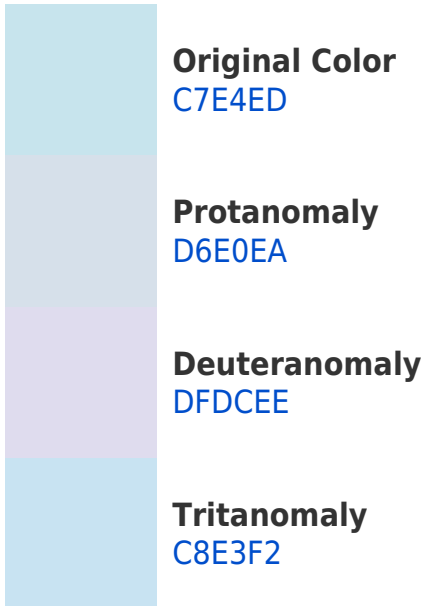 Original Color
C7E4ED
Protanomaly
D6E0EA
Deuteranomaly
DFDCEE
Tritanomaly
C8E3F2